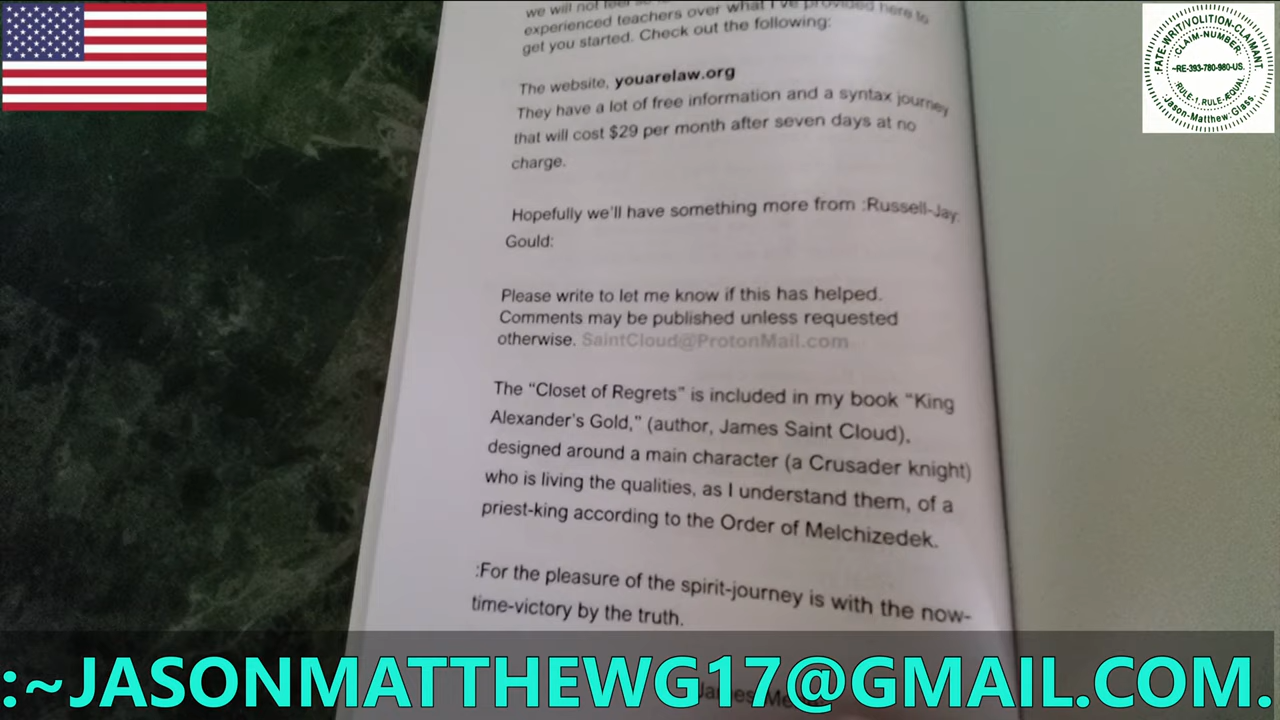 we will not feel
experienced teachers over what I've provided here to
get you started. Check out the following:
The website, youarelaw.org
They have a lot of free information and a syntax journey
that will cost $29 per month after seven days at no
charge.
Hopefully we'll have something more from :Russell-Jay:
Gould:
Please write to let me know if this has helped.
Comments may be published unless requested
otherwise. SaintCloud@ProtonMail.com
The “Closet of Regrets” is included in my book “King
Alexander’s Gold,” (author, James Saint Cloud),
designed around a main character (a Crusader knight)
who is living the qualities, as I understand them, of a
priest-king according to the Order of Melchizedek.
:For the pleasure of the spirit-journey is with the now-
time-victory by the truth.
James
:~JASONMATTHEWG17@GMAIL.COM.
:FATE-WRIT/VOLITION-CLAIMANT.
CLAIM-NUMBER:
~RE-393-780-980-US.
:RULE-1. RULE-ÆQUAL.
Jason-Matthew:Glass.